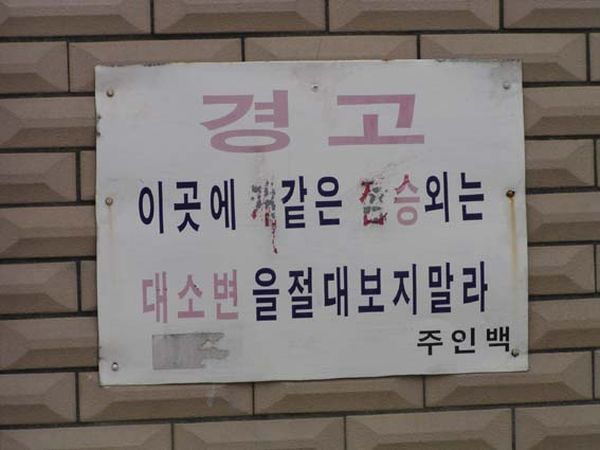 경고
이곳에 개같은 짐승외는
대소변을절대보지말라
주인백